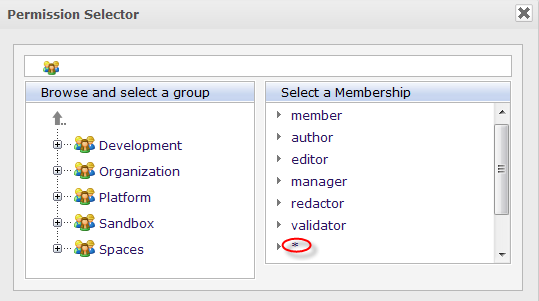 Permission Selector
Browse and select a group
..
Development
Organization
Platform
Sandbox
Spaces
Select a Membership
member
author
editor
manager
redactor
validator
*